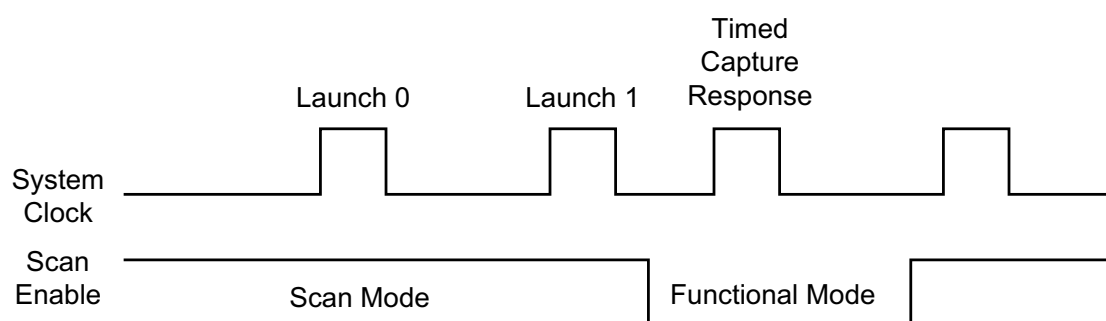 Timed
Capture
Response
Launch 0
Launch 1
System
Clock
Scan
Enable
Scan Mode
Functional Mode